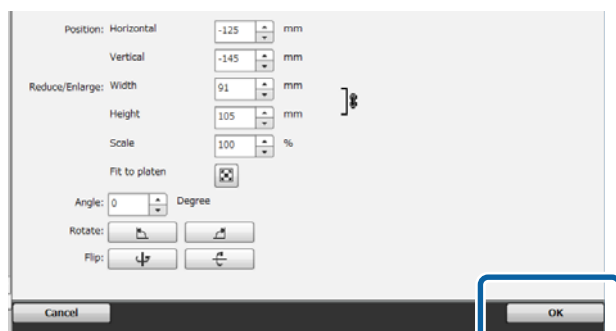 Position: Horizontal -125 mm
Vertical -145 mm
Reduce/Enlarge: Width 91 mm
Height 105 mm
Scale 100 %
Fit to platen
Angle: 0 Degree
Rotate:
Flip:
Cancel OK